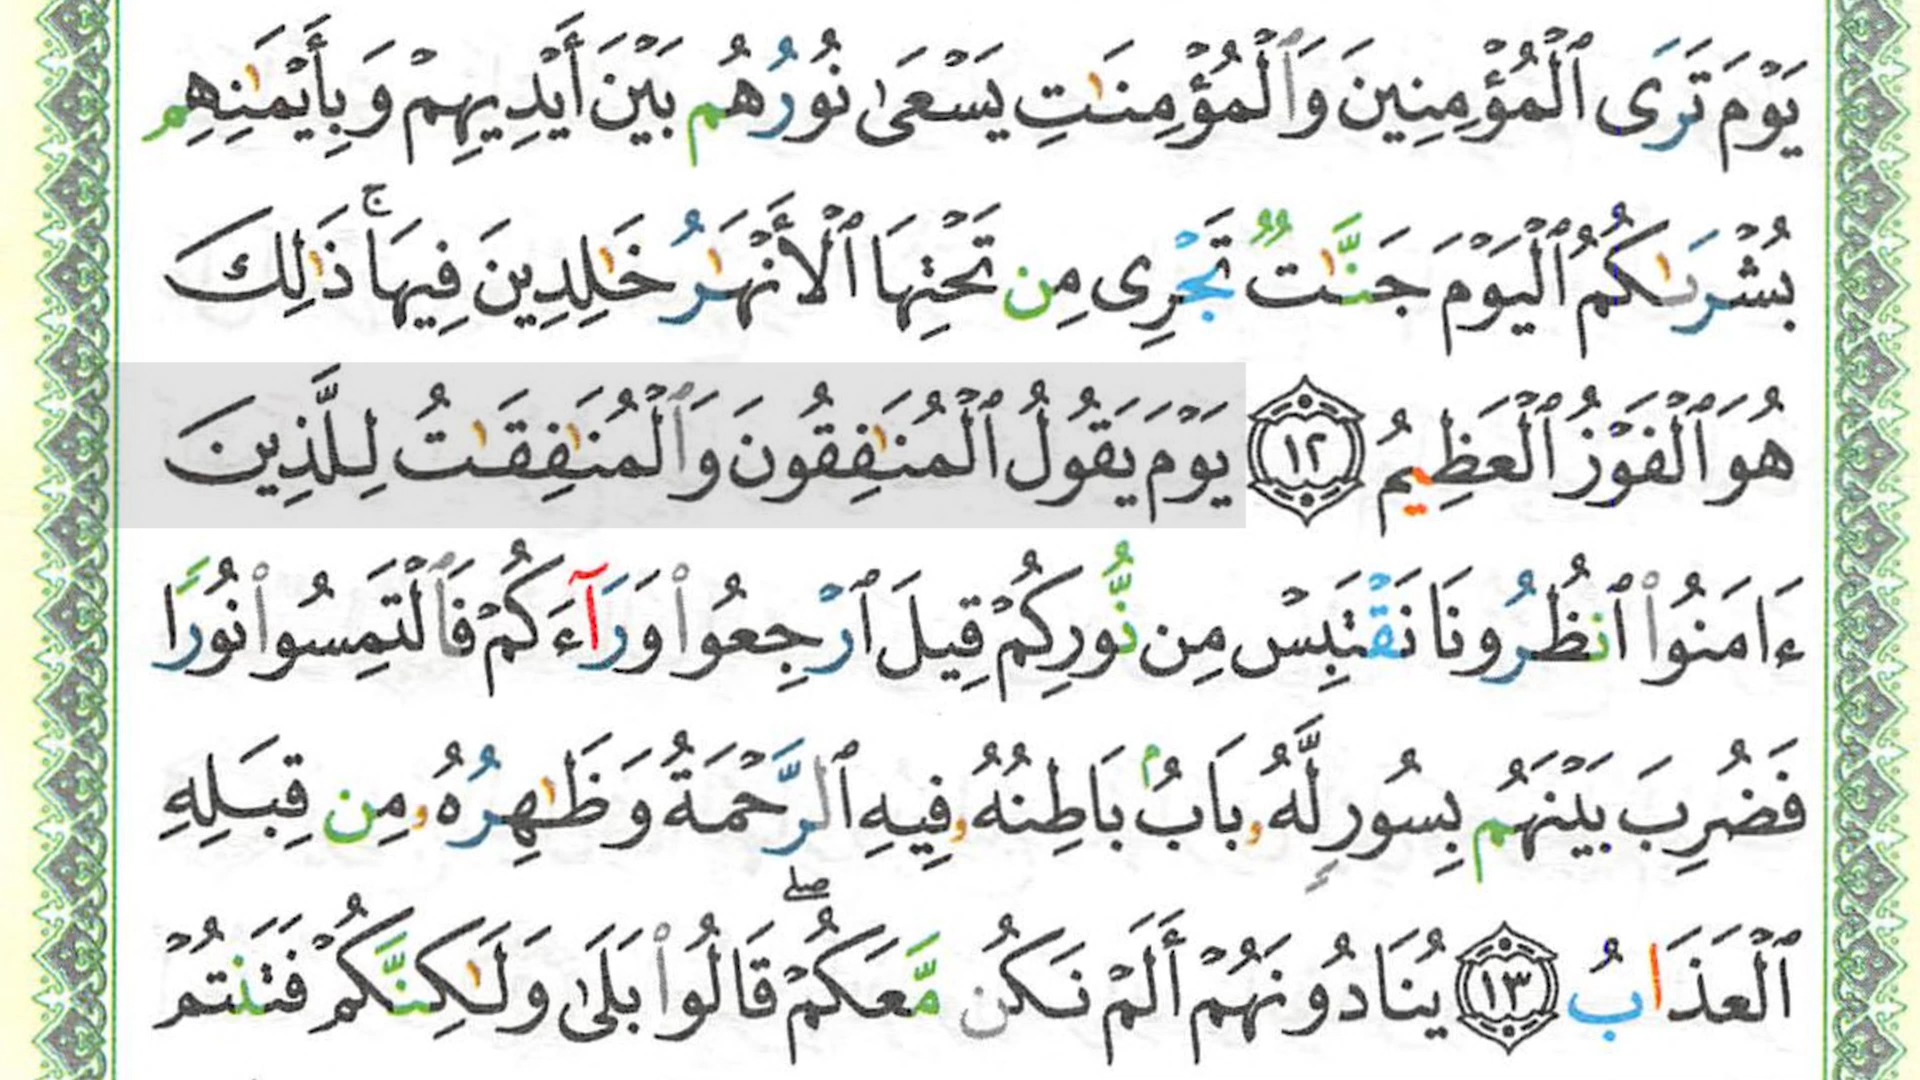 يَوْمَ تَرَى ٱلْمُؤْمِنِينَ وَٱلْمُؤْمِنَٰتِ يَسْعَىٰ نُورُهُم بَيْنَ أَيْدِيهِمْ وَبِأَيْمَٰنِهِم
بُشْرَىٰكُمُ ٱلْيَوْمَ جَنَّٰتٌ تَجْرِى مِن تَحْتِهَا ٱلْأَنْهَٰرُ خَٰلِدِينَ فِيهَا ۚ ذَٰلِكَ
هُوَ ٱلْفَوْزُ ٱلْعَظِيمُ ١٢ يَوْمَ يَقُولُ ٱلْمُنَٰفِقُونَ وَٱلْمُنَٰفِقَٰتُ لِلَّذِينَ
ءَامَنُوا۟ ٱنظُرُونَا نَقْتَبِسْ مِن نُّورِكُمْ قِيلَ ٱرْجِعُوا۟ وَرَآءَكُمْ فَٱلْتَمِسُوا۟ نُورًا
فَضُرِبَ بَيْنَهُم بِسُورٍ لَّهُۥ بَابٌۢ بَاطِنُهُۥ فِيهِ ٱلرَّحْمَةُ وَظَٰهِرُهُۥ مِن قِبَلِهِ
ٱلْعَذَابُ ١٣ يُنَادُونَهُمْ أَلَمْ نَكُن مَّعَكُمْ ۖ قَالُوا۟ بَلَىٰ وَلَٰكِنَّكُمْ فَتَنتُمْ